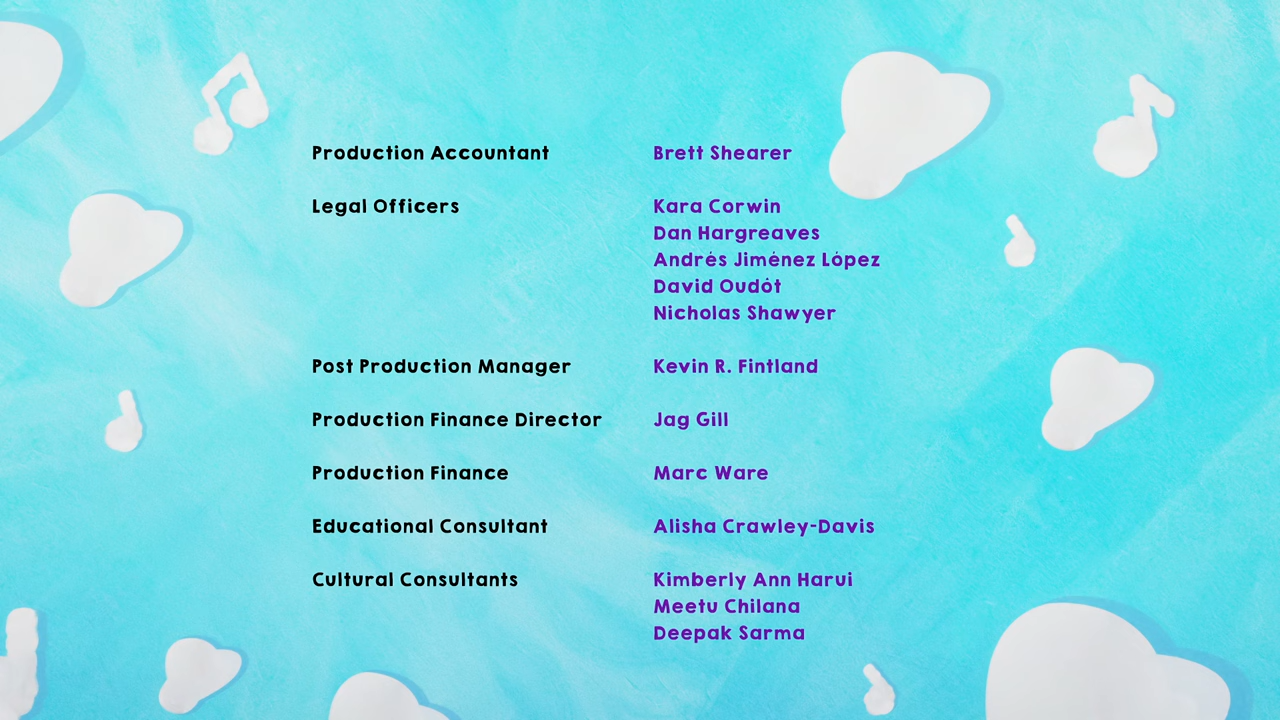 Production Accountant Brett Shearer
Legal Officers Kara Corwin
Dan Hargreaves
Andrés Jiménez López
David Oudôt
Nicholas Shawyer
Post Production Manager Kevin R. Fintland
Production Finance Director Jag Gill
Production Finance Marc Ware
Educational Consultant Alisha Crawley-Davis
Cultural Consultants Kimberly Ann Harui
Meetu Chilana
Deepak Sarma